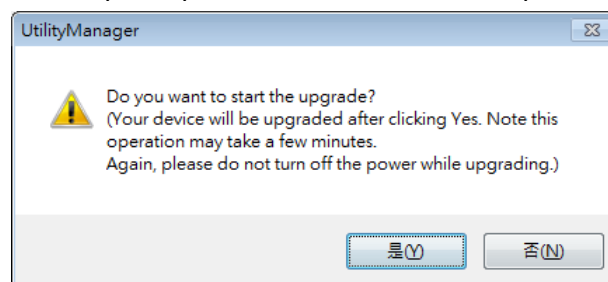 UtilityManager
Do you want to start the upgrade?
(Your device will be upgraded after clicking Yes. Note this
operation may take a few minutes.
Again, please do not turn off the power while upgrading.)
是(Y)
否(N)